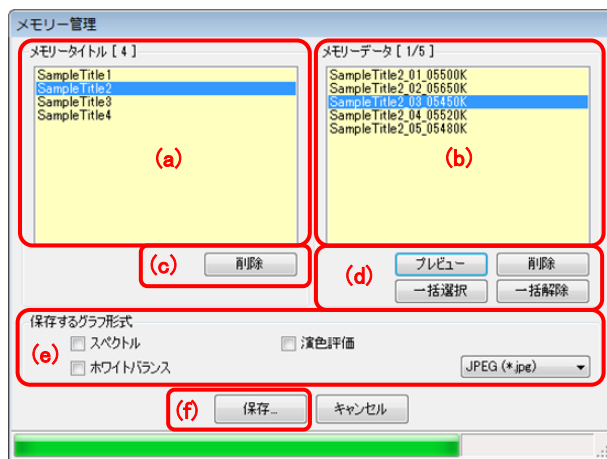 メモリー管理
メモリータイトル [ 4 ]
SampleTitle1
SampleTitle2
SampleTitle3
SampleTitle4
(a)
メモリーデータ [ 1/5 ]
SampleTitle2_01_05500K
SampleTitle2_02_05650K
SampleTitle2_03_05450K
SampleTitle2_04_05520K
SampleTitle2_05_05480K
(b)
(c) 削除
(d) プレビュー 削除
一括選択 一括解除
保存するグラフ形式
(e) スペクトル 演色評価
ホワイトバランス JPEG (*.jpg)
(f) 保存... キャンセル